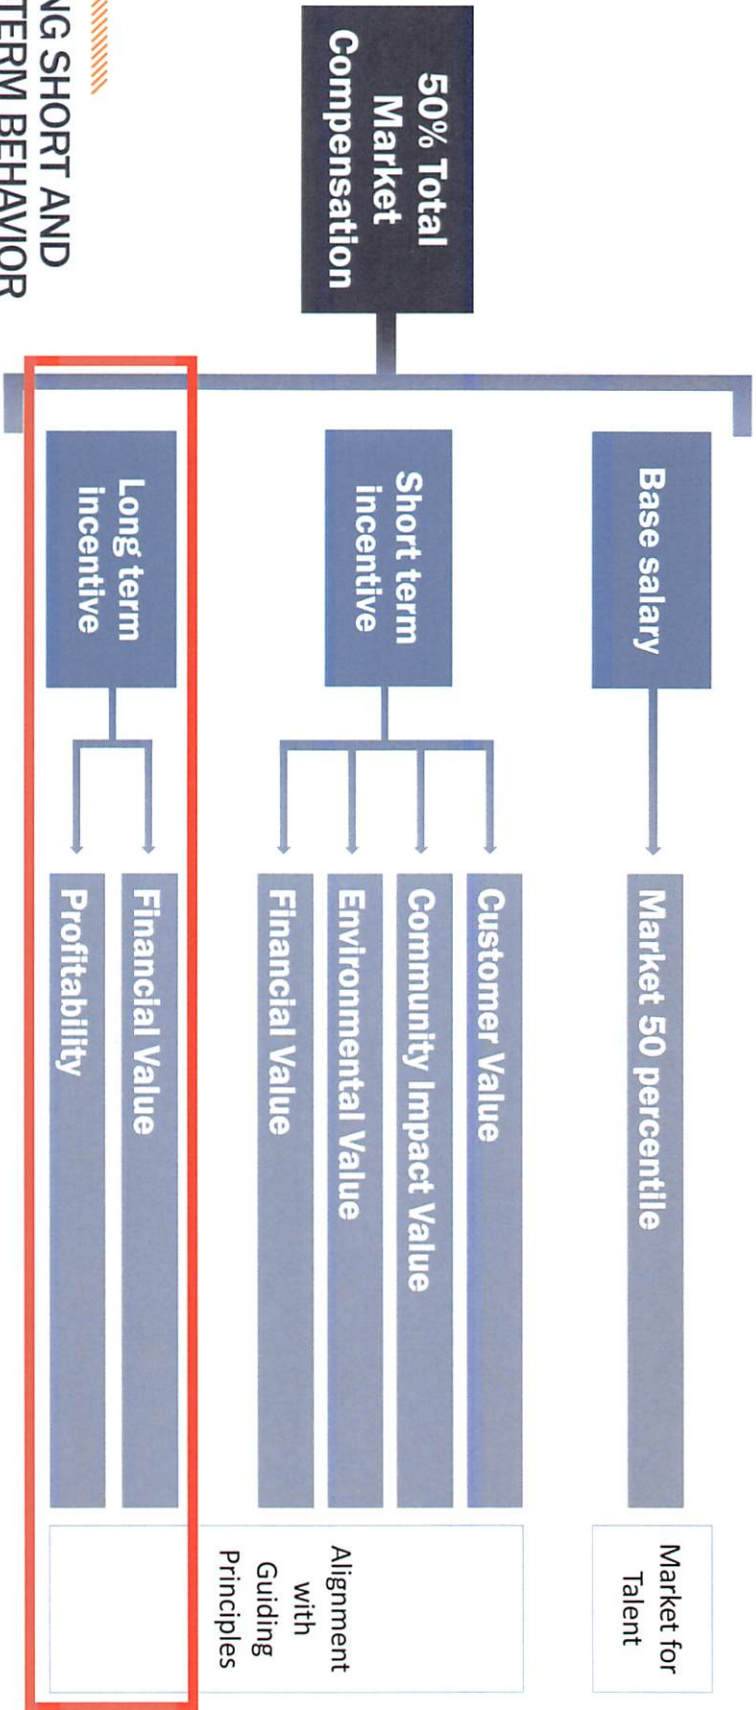 50% Total
Market
Compensation
Base salary
Market 50 percentile
Market for
Talent
Short term
incentive
Customer Value
Community Impact Value
Environmental Value
Financial Value
Alignment
with
Guiding
Principles
Long term
incentive
Financial Value
Profitability
NG SHORT AND
TERM BEHAVIOR